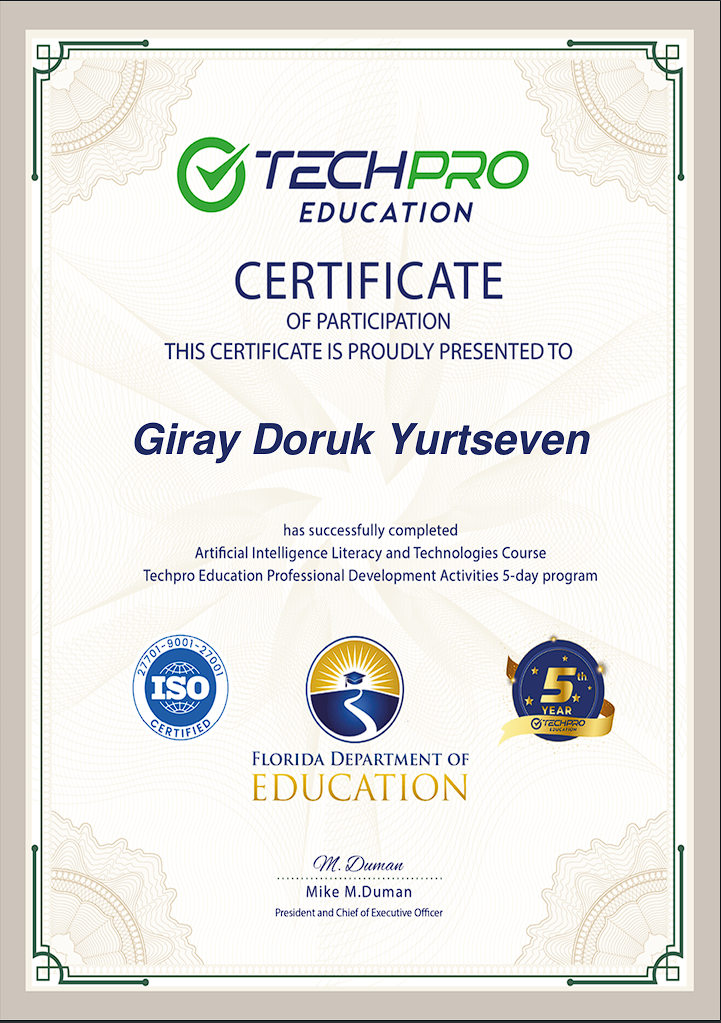 TECHPRO
EDUCATION
CERTIFICATE
OF PARTICIPATION
THIS CERTIFICATE IS PROUDLY PRESENTED TO
Giray Doruk Yurtseven
has successfully completed
Artificial Intelligence Literacy and Technologies Course
Techpro Education Professional Development Activities 5-day program
27701-9001-27001
ISO
CERTIFIED
FLORIDA DEPARTMENT OF
EDUCATION
5th
YEAR
TECHPRO
EDUCATION
M. Duman
Mike M.Duman
President and Chief of Executive Officer